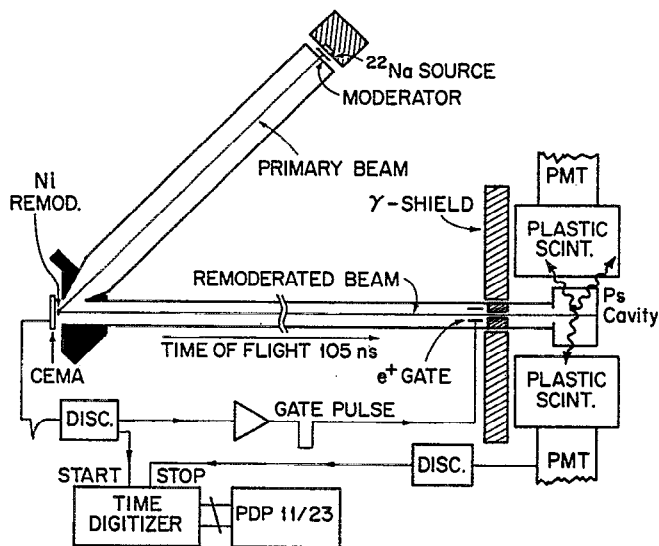 ²²Na SOURCE
MODERATOR
PRIMARY BEAM
Ni
REMOD.
γ-SHIELD
PMT
PLASTIC
SCINT.
REMODERATED BEAM
Ps
Cavity
TIME OF FLIGHT 105 ns
CEMA
e⁺ GATE
PLASTIC
SCINT.
DISC.
GATE PULSE
START
STOP
DISC.
PMT
TIME
DIGITIZER
PDP 11/23